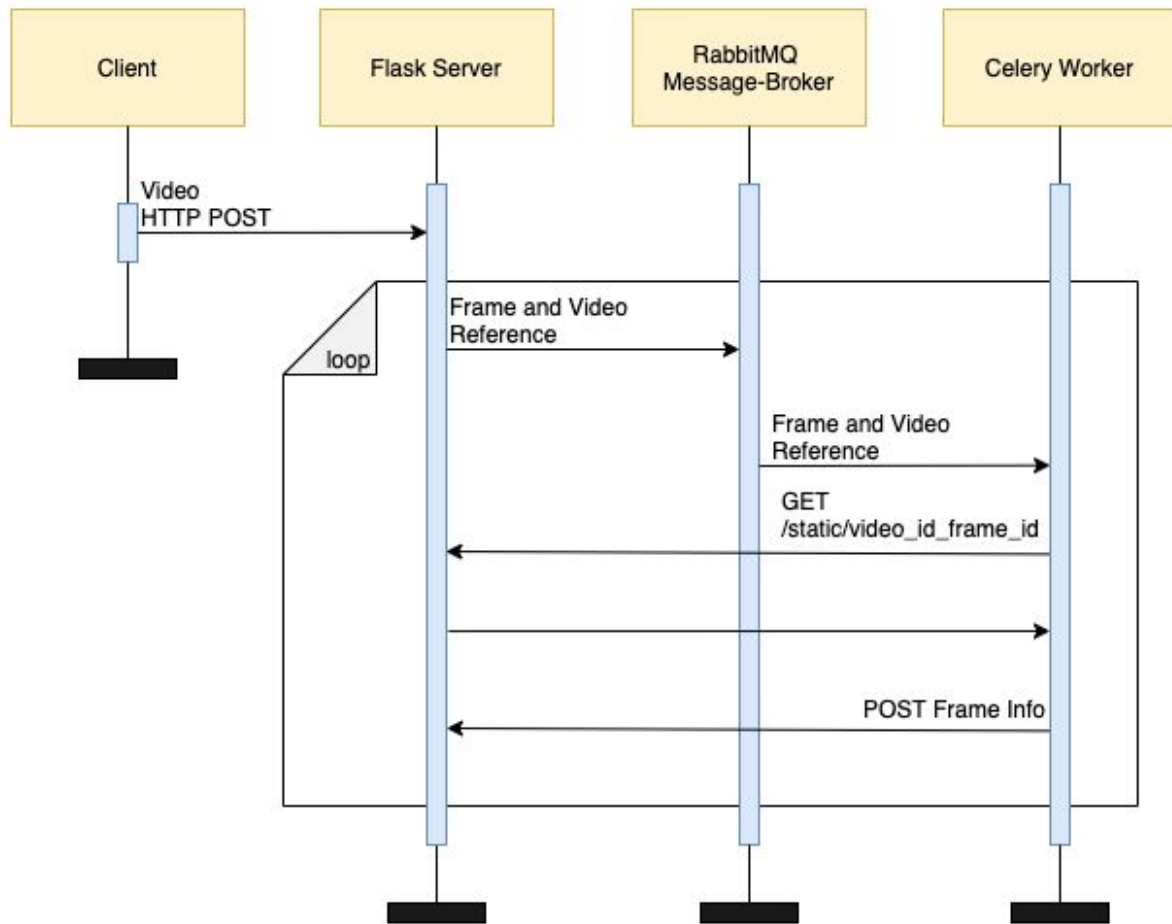 Client
Flask Server
RabbitMQ
Message-Broker
Celery Worker
Video
HTTP POST
loop
Frame and Video
Reference
Frame and Video
Reference
GET
/static/video_id_frame_id
POST Frame Info